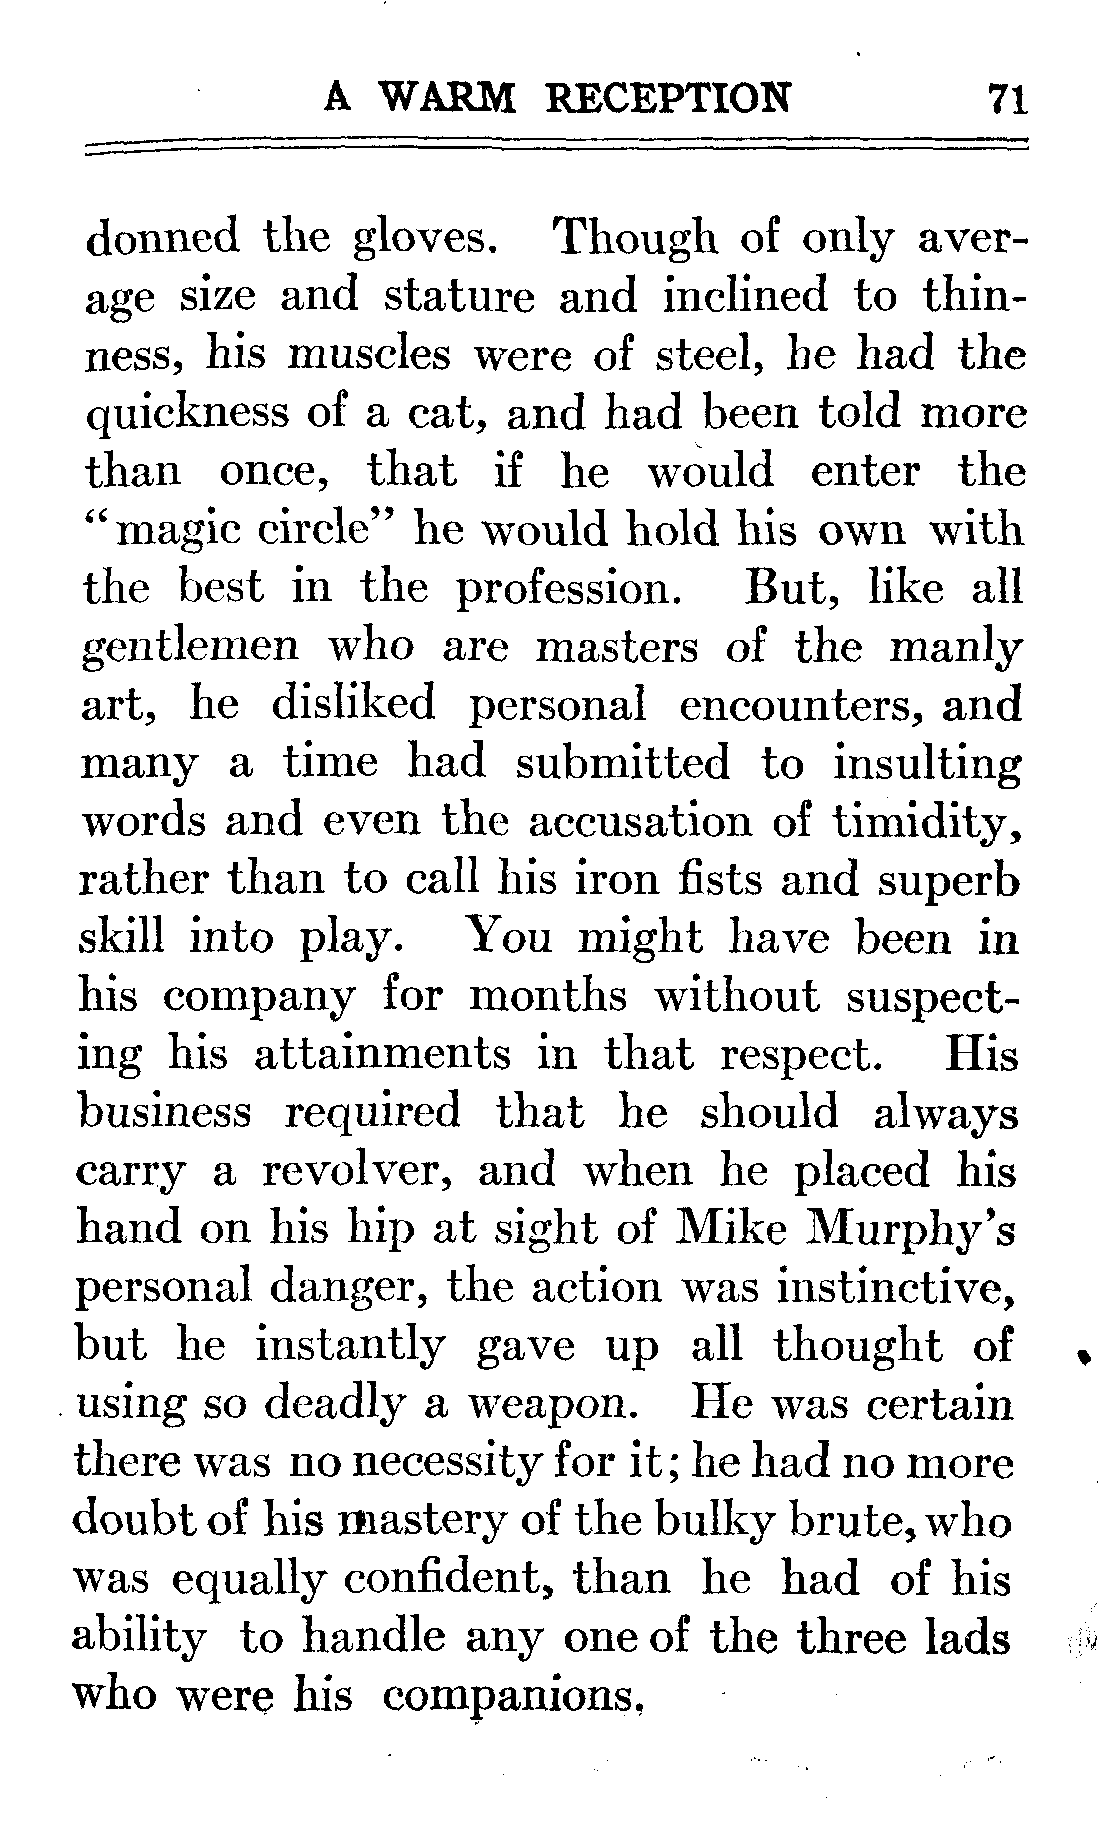 A WARM RECEPTION 71
donned the gloves. Though of only aver-
age size and stature and inclined to thin-
ness, his muscles were of steel, he had the
quickness of a cat, and had been told more
than once, that if he would enter the
“magic circle” he would hold his own with
the best in the profession. But, like all
gentlemen who are masters of the manly
art, he disliked personal encounters, and
many a time had submitted to insulting
words and even the accusation of timidity,
rather than to call his iron fists and superb
skill into play. You might have been in
his company for months without suspect-
ing his attainments in that respect. His
business required that he should always
carry a revolver, and when he placed his
hand on his hip at sight of Mike Murphy’s
personal danger, the action was instinctive,
but he instantly gave up all thought of
using so deadly a weapon. He was certain
there was no necessity for it; he had no more
doubt of his mastery of the bulky brute, who
was equally confident, than he had of his
ability to handle any one of the three lads
who were his companions.